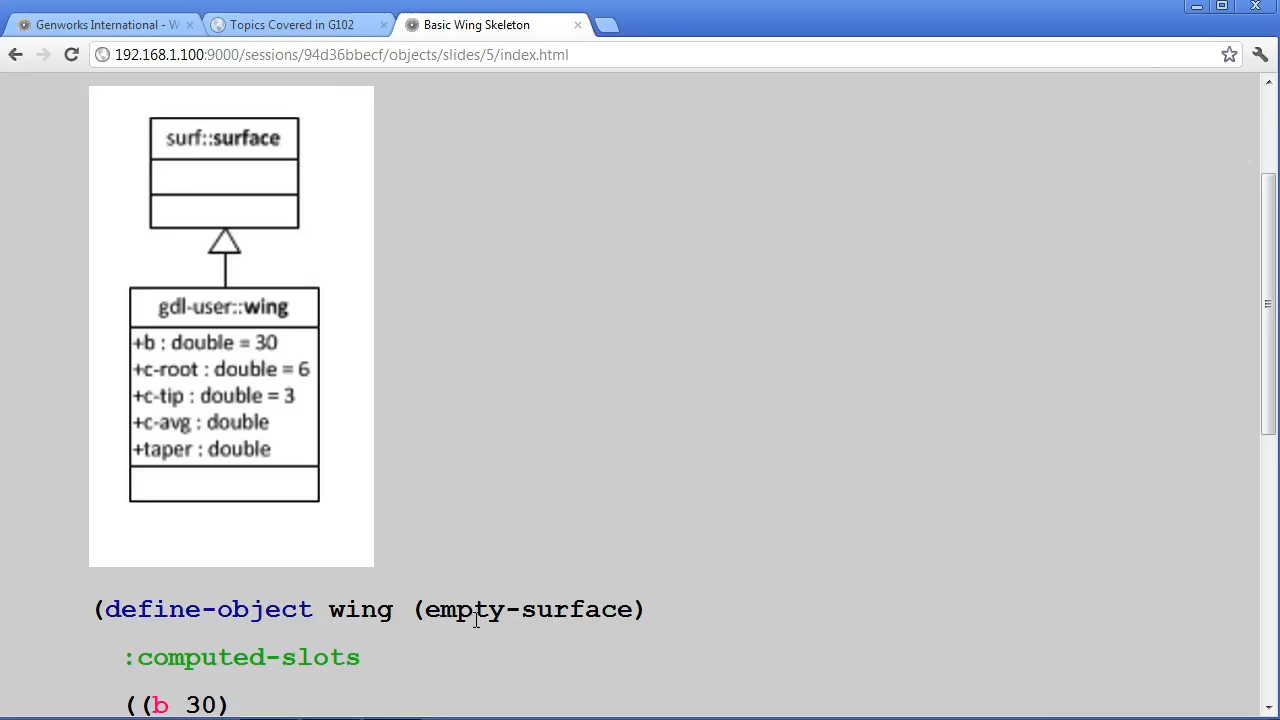 Genworks International - W
Topics Covered in G102
Basic Wing Skeleton
192.168.1.100:9000/sessions/94d36bbecf/objects/slides/5/index.html
surf::surface
gdl-user::wing
+b : double = 30
+c-root : double = 6
+c-tip : double = 3
+c-avg : double
+taper : double
(define-object wing (empty-surface)
:computed-slots
((b 30)